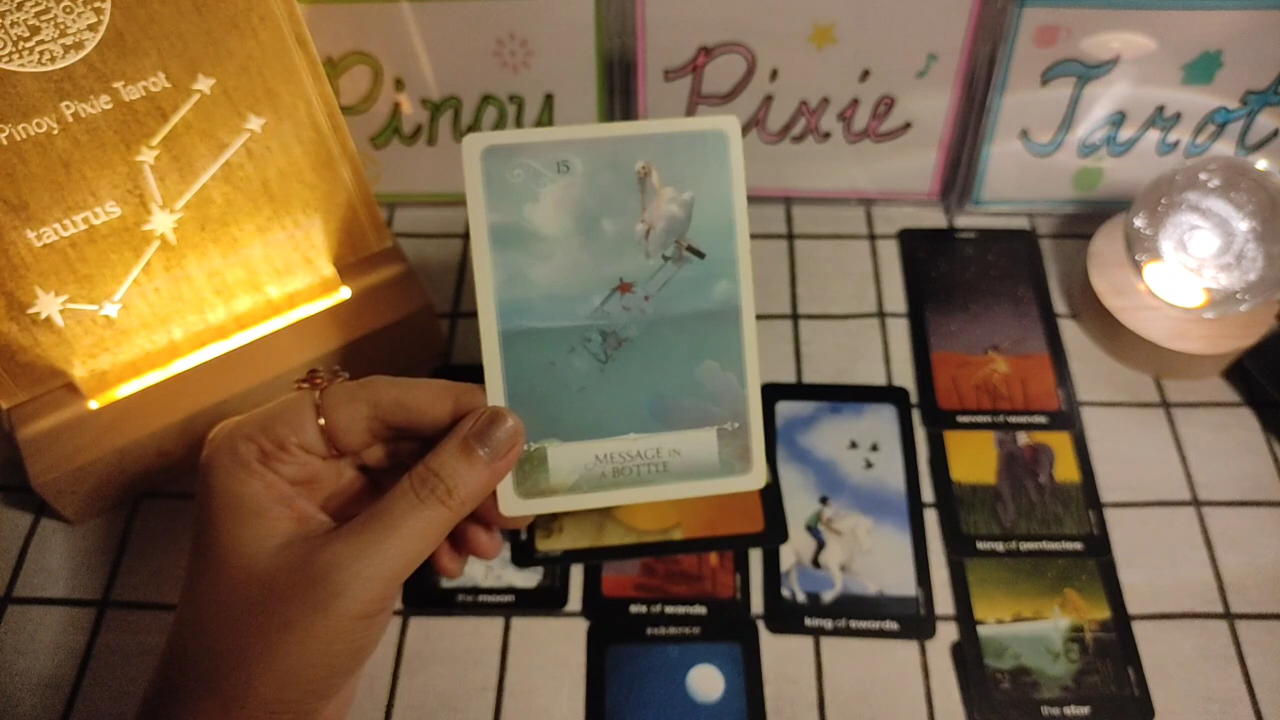 Pinoy Pixie Tarot
Pinoy Pixie Tarot
taurus
15
MESSAGE IN
A BOTTLE
seven of wands
king of pentacles
the moon
six of wands
king of swords
the star